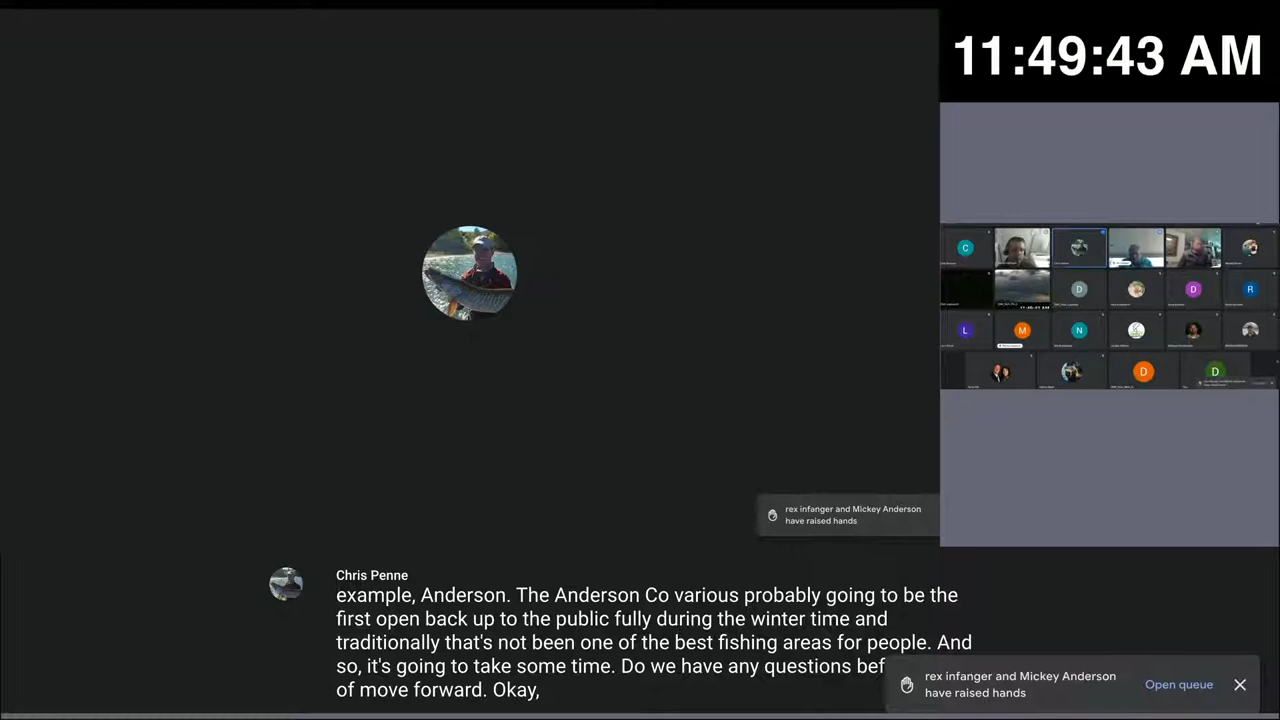 11:49:43 AM
C
D
D
R
L
M
N
D
D
rex infanger and Mickey Anderson
have raised hands
Chris Penne
example, Anderson. The Anderson Co various probably going to be the
first open back up to the public fully during the winter time and
traditionally that's not been one of the best fishing areas for people. And
so, it's going to take some time. Do we have any questions bef
of move forward. Okay,
rex infanger and Mickey Anderson
have raised hands
Open queue